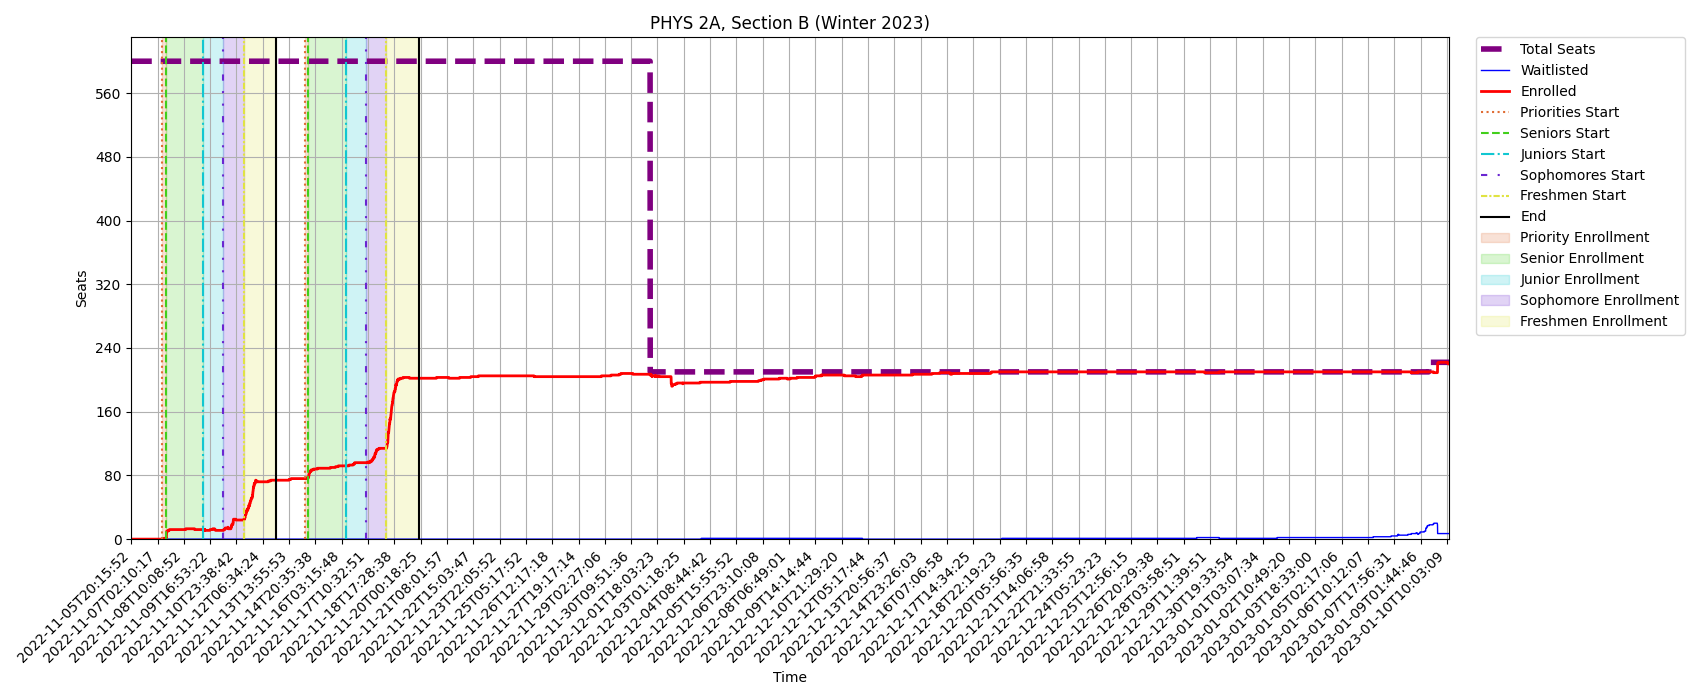 PHYS 2A, Section B (Winter 2023)
Total Seats
Waitlisted
Enrolled
Priorities Start
Seniors Start
Juniors Start
Sophomores Start
Freshmen Start
End
Priority Enrollment
Senior Enrollment
Junior Enrollment
Sophomore Enrollment
Freshmen Enrollment
Seats
560
480
400
320
240
160
80
0
2022-11-05T20:15:52
2022-11-07T02:10:17
2022-11-08T10:08:52
2022-11-09T16:53:22
2022-11-10T23:38:42
2022-11-12T06:34:24
2022-11-13T13:55:53
2022-11-14T20:35:38
2022-11-16T03:15:48
2022-11-17T10:32:51
2022-11-18T17:28:38
2022-11-20T00:18:25
2022-11-21T08:01:57
2022-11-22T15:03:47
2022-11-23T22:05:52
2022-11-25T05:17:52
2022-11-26T12:17:18
2022-11-27T19:17:14
2022-11-29T02:27:06
2022-11-30T09:51:36
2022-12-01T18:03:23
2022-12-03T01:18:25
2022-12-04T08:44:42
2022-12-05T15:55:52
2022-12-06T23:10:08
2022-12-08T06:49:01
2022-12-09T14:14:44
2022-12-10T21:29:20
2022-12-12T05:17:44
2022-12-13T20:56:37
2022-12-14T23:26:03
2022-12-16T07:06:58
2022-12-17T14:34:25
2022-12-18T22:19:23
2022-12-20T05:56:35
2022-12-21T14:06:58
2022-12-22T21:33:55
2022-12-24T05:23:23
2022-12-25T12:56:15
2022-12-26T20:29:38
2022-12-28T03:58:51
2022-12-29T11:39:51
2022-12-30T19:33:54
2023-01-01T03:07:34
2023-01-02T10:49:20
2023-01-03T18:33:00
2023-01-05T02:17:06
2023-01-06T10:12:07
2023-01-07T17:56:31
2023-01-09T01:44:46
2023-01-10T10:03:09
Time